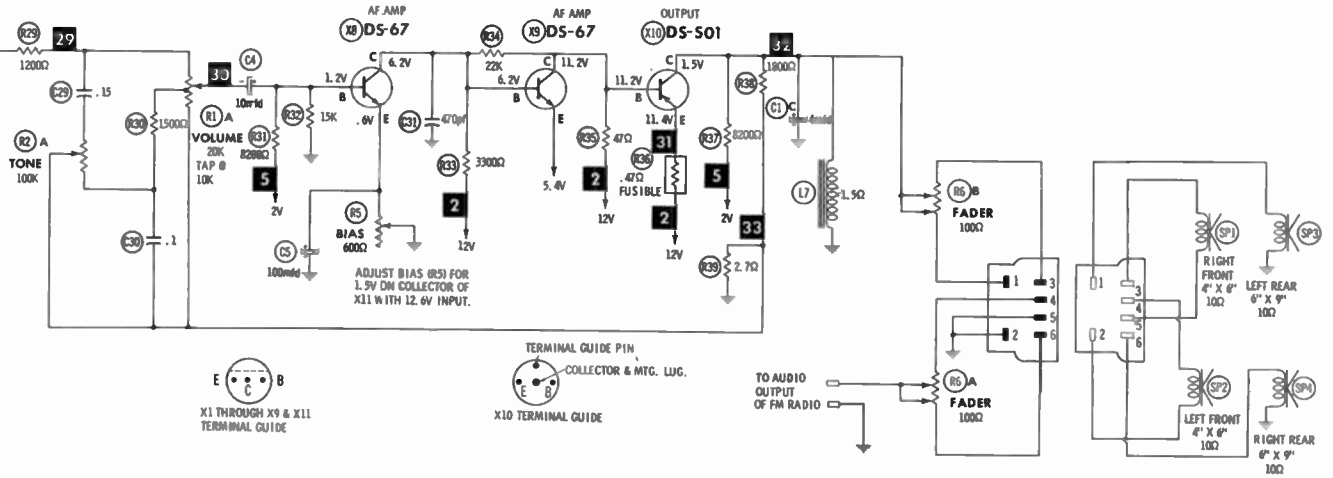 AF AMP
X8 DS-67
AF AMP
X9 DS-67
OUTPUT
X10 DS-501
R29
1200Ω
29
C29
.15
R2 A
TONE
100K
R30
1500Ω
C30
.1
30
R1 A
VOLUME
20K
TAP @
10K
C4
10mfd
R31
8200Ω
5
2V
R32
15K
1.2V
B
C
6.2V
E
.6V
C5
100mfd
R5
BIAS
600Ω
ADJUST BIAS (R5) FOR
1.5V ON COLLECTOR OF
X11 WITH 12.6V INPUT.
C31
470pf
R34
22K
R33
3300Ω
2
12V
6.2V
B
C
11.2V
E
5.4V
R35
47Ω
2
12V
11.2V
B
C
1.5V
11.4V
E
31
R36
.47Ω
FUSIBLE
2
12V
R37
8200Ω
5
2V
32
R38
1800Ω
33
R39
2.7Ω
C1 C
4mfd
L7
1.5Ω
R6 B
FADER
100Ω
1
2
3
4
5
6
1
2
3
4
5
6
SP1
RIGHT
FRONT
4" X 6"
10Ω
SP3
LEFT REAR
6" X 9"
10Ω
SP2
LEFT FRONT
4" X 6"
10Ω
SP4
RIGHT REAR
6" X 9"
10Ω
TO AUDIO
OUTPUT
OF FM RADIO
R6 A
FADER
100Ω
E
C
B
X1 THROUGH X9 & X11
TERMINAL GUIDE
TERMINAL GUIDE PIN
COLLECTOR & MTG. LUG.
E
B
X10 TERMINAL GUIDE